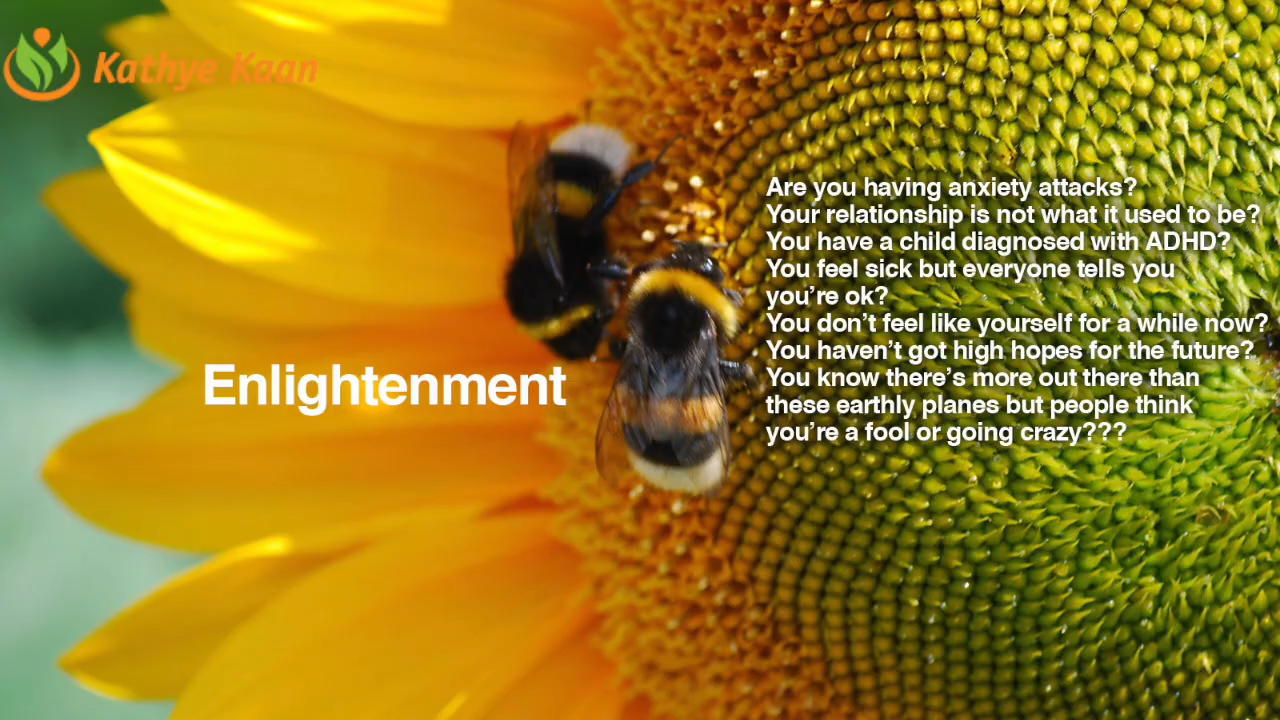 Kathye Kaan
Enlightenment
Are you having anxiety attacks?
Your relationship is not what it used to be?
You have a child diagnosed with ADHD?
You feel sick but everyone tells you
you’re ok?
You don’t feel like yourself for a while now?
You haven’t got high hopes for the future?
You know there’s more out there than
these earthly planes but people think
you’re a fool or going crazy???